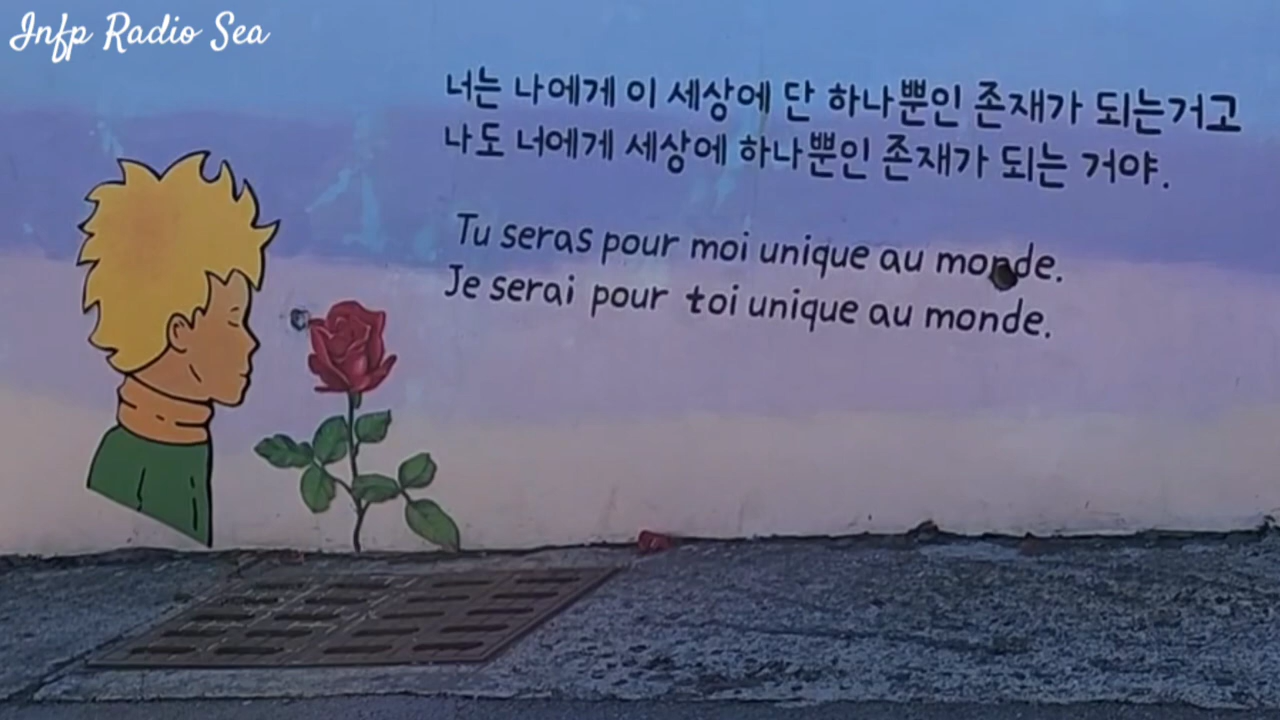 Infp Radio Sea
너는 나에게 이 세상에 단 하나뿐인 존재가 되는거고
나도 너에게 세상에 하나뿐인 존재가 되는 거야.
Tu seras pour moi unique au monde.
Je serai pour toi unique au monde.